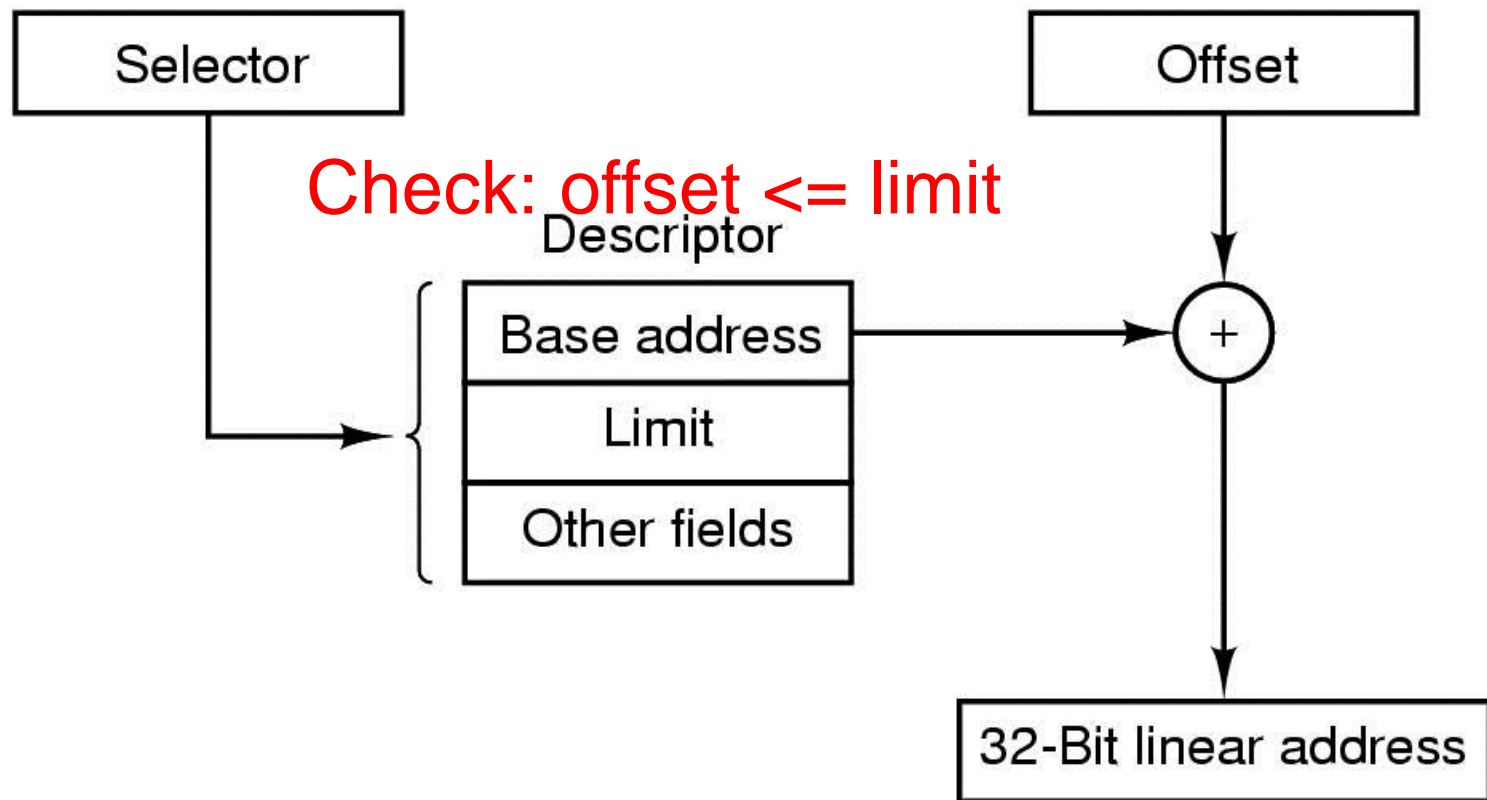 Selector
Offset
Check: offset <= limit
Descriptor
Base address
+
Limit
Other fields
32-Bit linear address